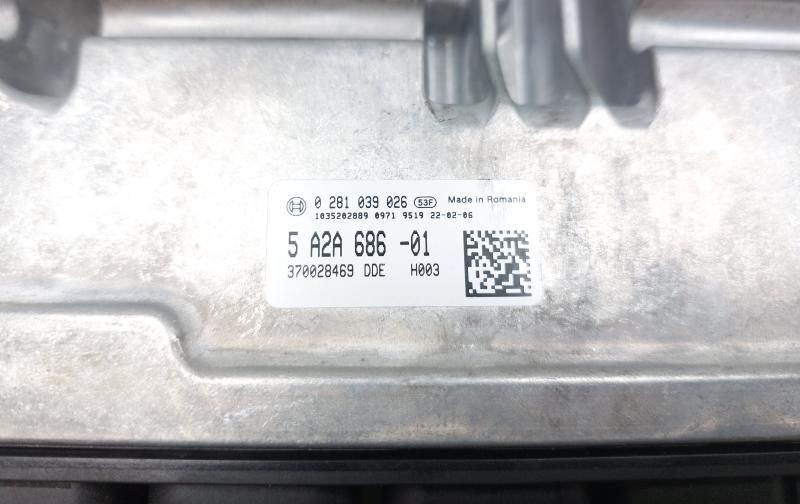 0 281 039 026 53F Made in Romania
1035202889 0971 9519 22-02-06
5 A2A 686 -01
370028469 DDE H003